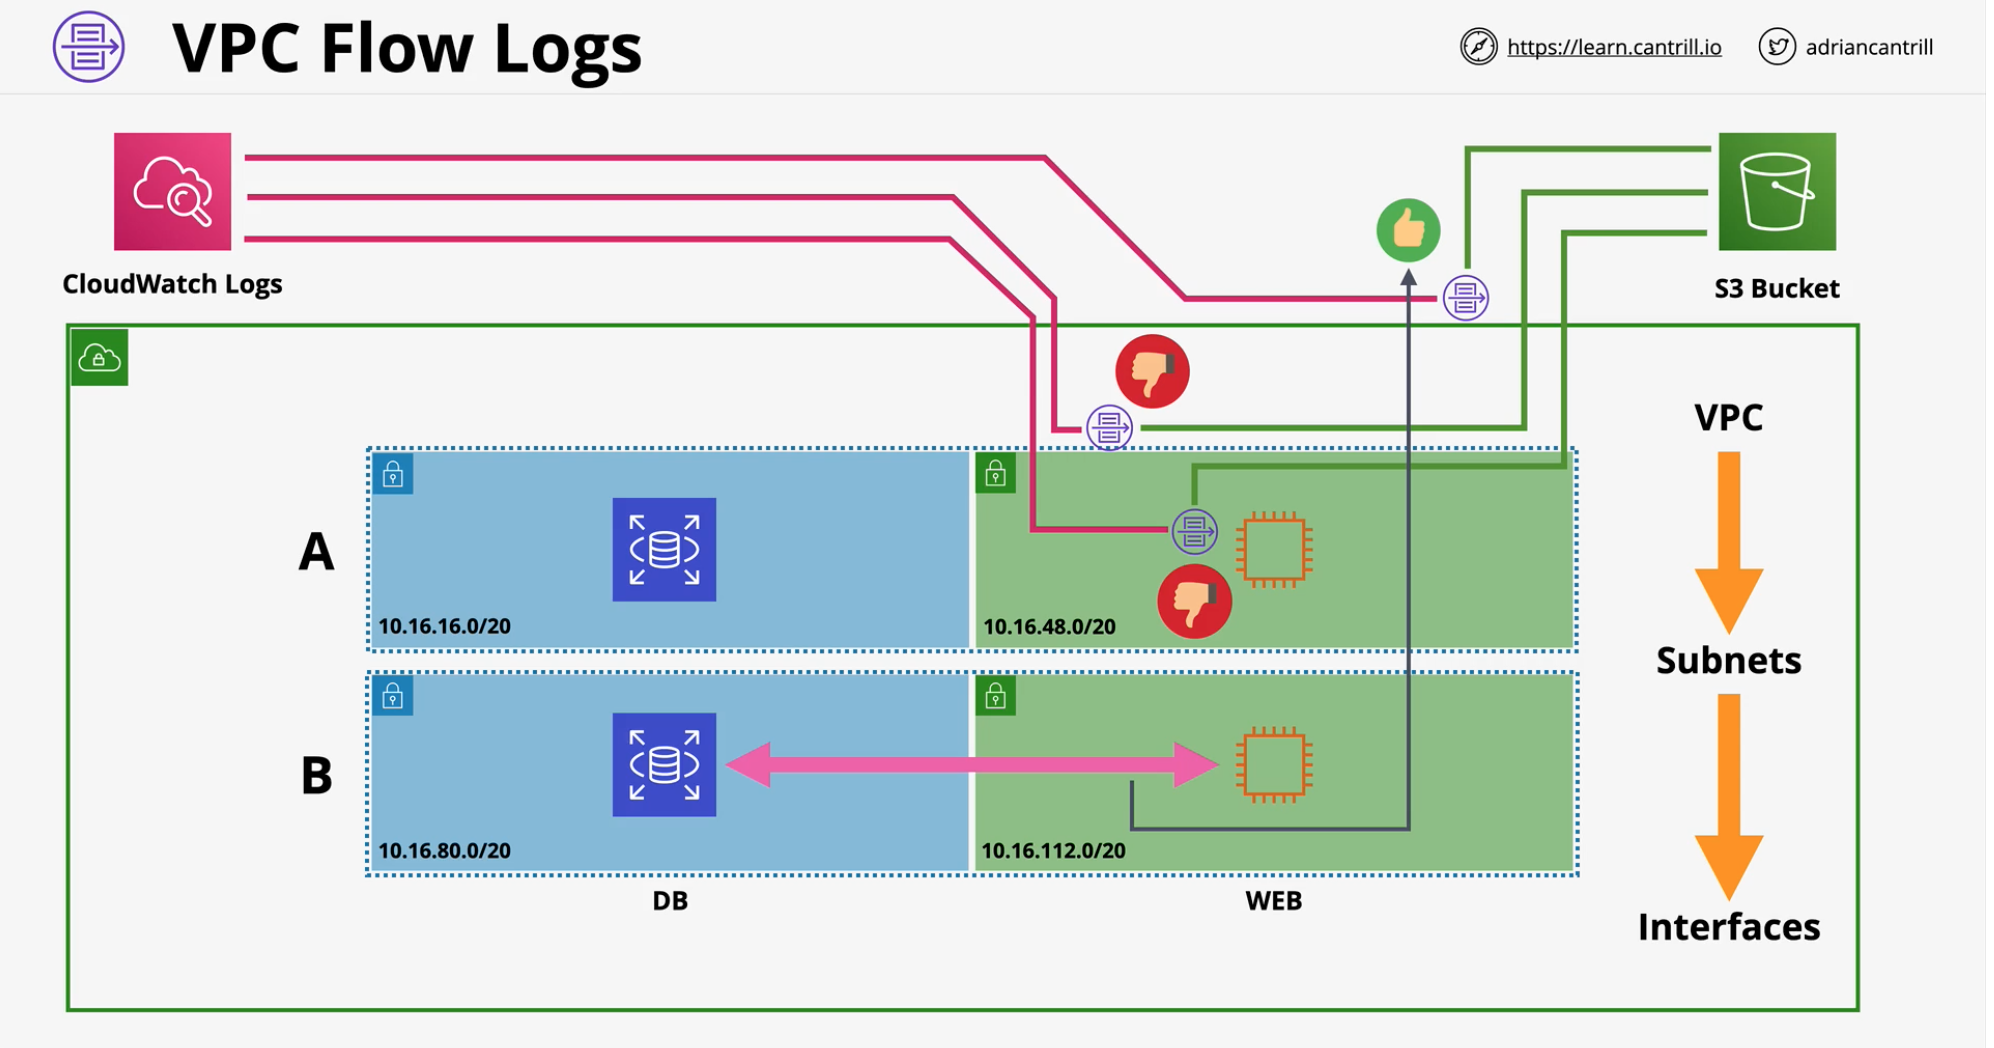 VPC Flow Logs
https://learn.cantrill.io
adriancantrill
CloudWatch Logs
S3 Bucket
VPC
A
10.16.16.0/20
10.16.48.0/20
Subnets
B
10.16.80.0/20
10.16.112.0/20
DB
WEB
Interfaces